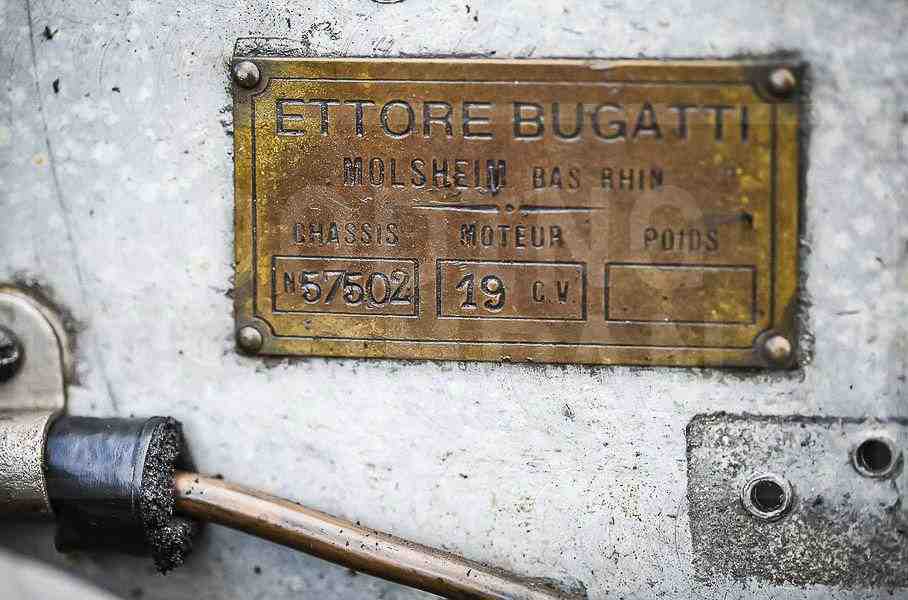 ETTORE BUGATTI
MOLSHEIM BAS RHIN
CHASSIS MOTEUR POIDS
N 57502 19 C.V.